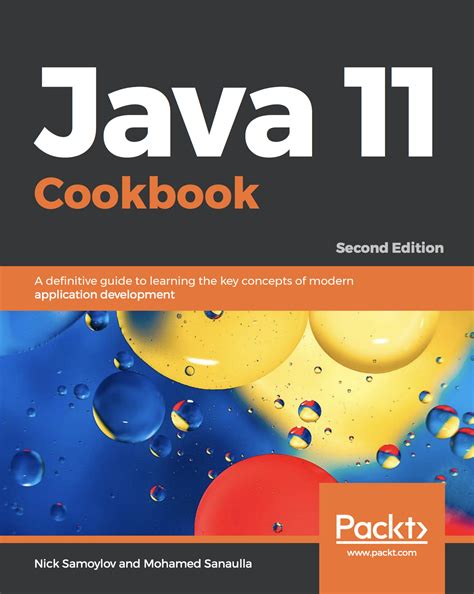 Java 11
Cookbook
Second Edition
A definitive guide to learning the key concepts of modern
application development
Packt>
www.packt.com
Nick Samoylov and Mohamed Sanaulla